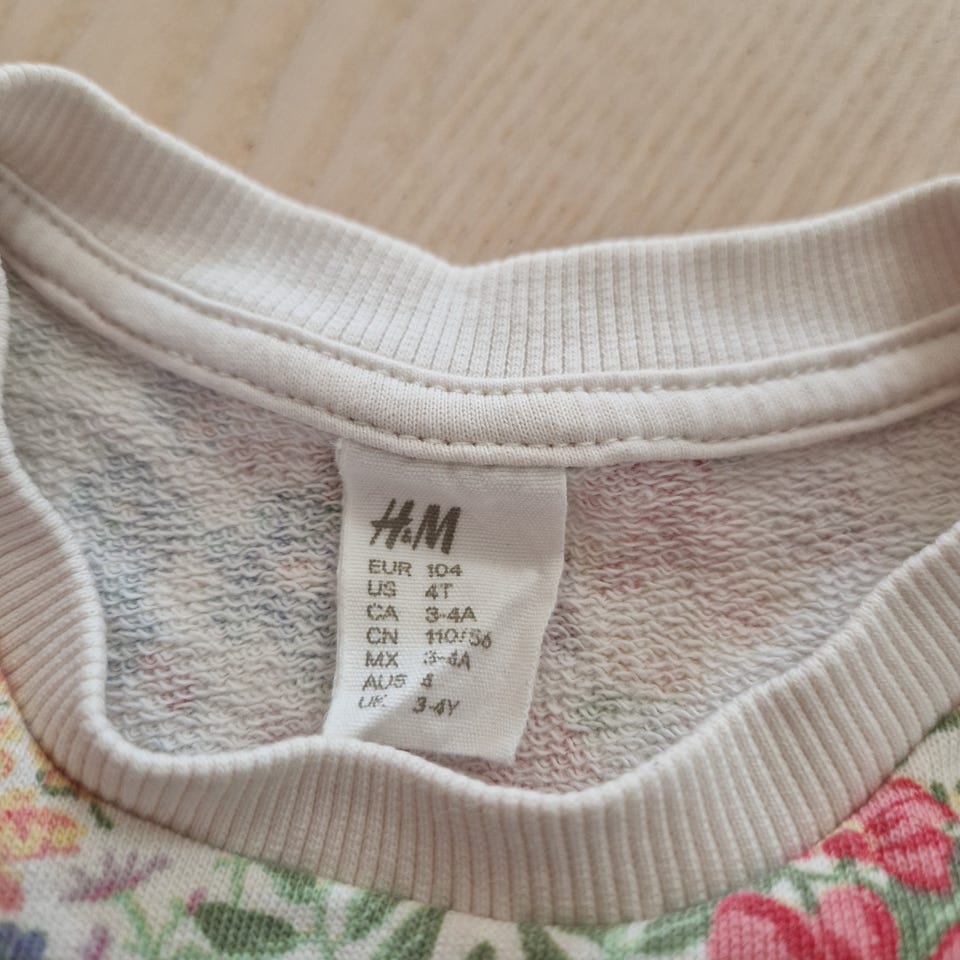 H&M
EUR 104
US 4T
CA 3-4A
CN 110/56
MX 3-4A
AUS 4
UK 3-4Y